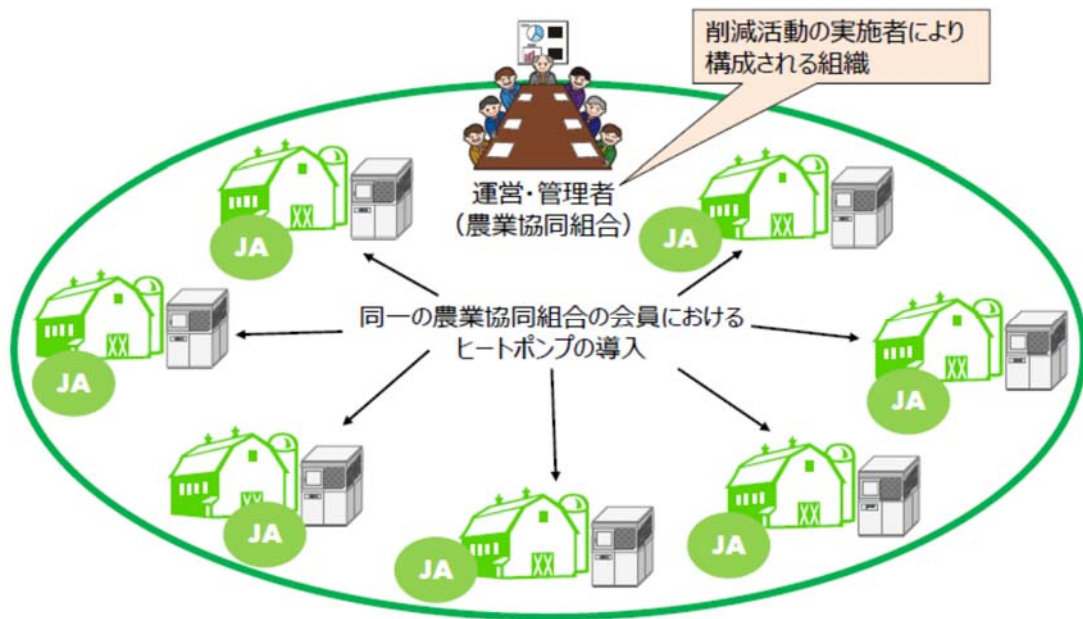 削減活動の実施者により
構成される組織
運営・管理者
（農業協同組合）
JA
JA
同一の農業協同組合の会員における
ヒートポンプの導入
JA
JA
JA
JA
JA